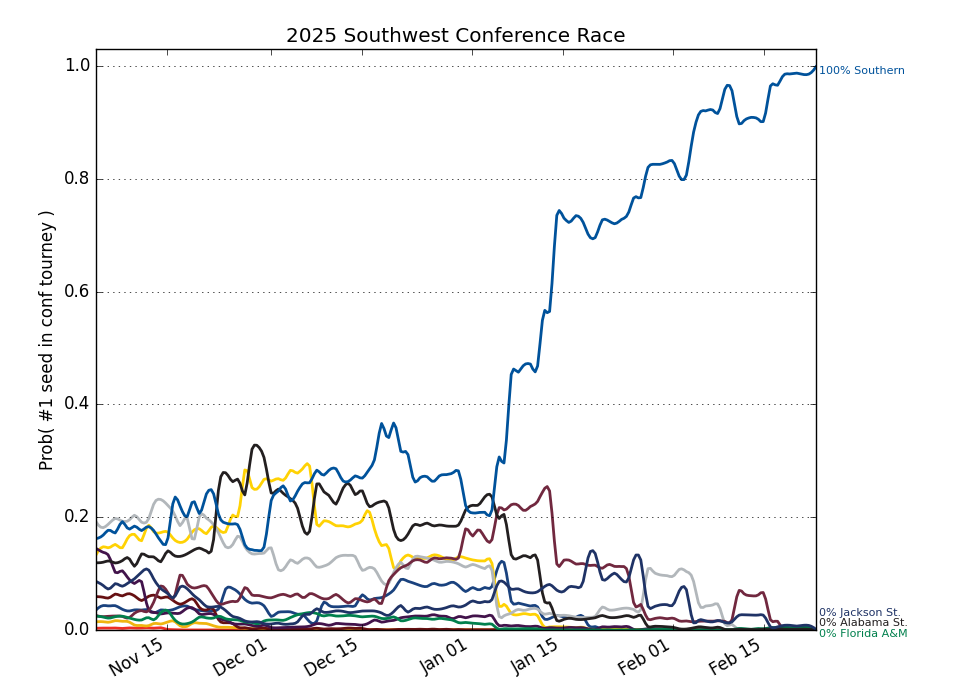 2025 Southwest Conference Race
Prob( #1 seed in conf tourney )
1.0
0.8
0.6
0.4
0.2
0.0
Nov 15
Dec 01
Dec 15
Jan 01
Jan 15
Feb 01
Feb 15
100% Southern
0% Jackson St.
0% Alabama St.
0% Florida A&M